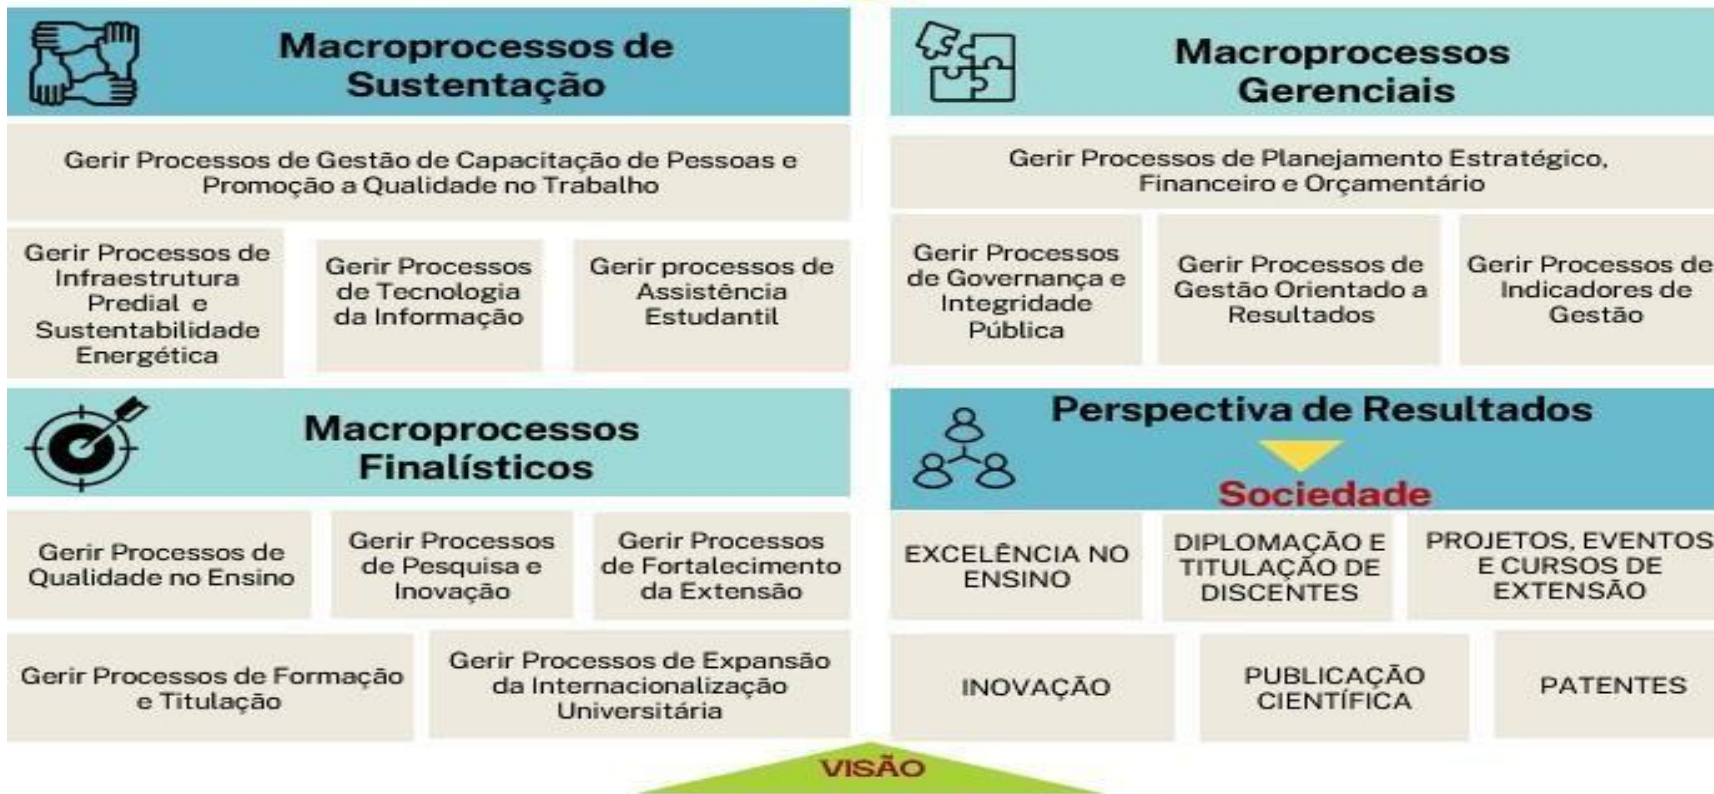 Macroprocessos de
Sustentação
Gerir Processos de Gestão de Capacitação de Pessoas e
Promoção a Qualidade no Trabalho
Gerir Processos de
Infraestrutura
Predial e
Sustentabilidade
Energética
Gerir Processos
de Tecnologia
da Informação
Gerir processos de
Assistência
Estudantil
Macroprocessos
Gerenciais
Gerir Processos de Planejamento Estratégico,
Financeiro e Orçamentário
Gerir Processos
de Governança e
Integridade
Pública
Gerir Processos de
Gestão Orientado a
Resultados
Gerir Processos de
Indicadores de
Gestão
Macroprocessos
Finalísticos
Gerir Processos de
Qualidade no Ensino
Gerir Processos
de Pesquisa e
Inovação
Gerir Processos
de Fortalecimento
da Extensão
Gerir Processos de Formação
e Titulação
Gerir Processos de Expansão
da Internacionalização
Universitária
Perspectiva de Resultados
Sociedade
EXCELÊNCIA NO
ENSINO
DIPLOMAÇÃO E
TITULAÇÃO DE
DISCENTES
PROJETOS, EVENTOS
E CURSOS DE
EXTENSÃO
INOVAÇÃO
PUBLICAÇÃO
CIENTÍFICA
PATENTES
VISÃO